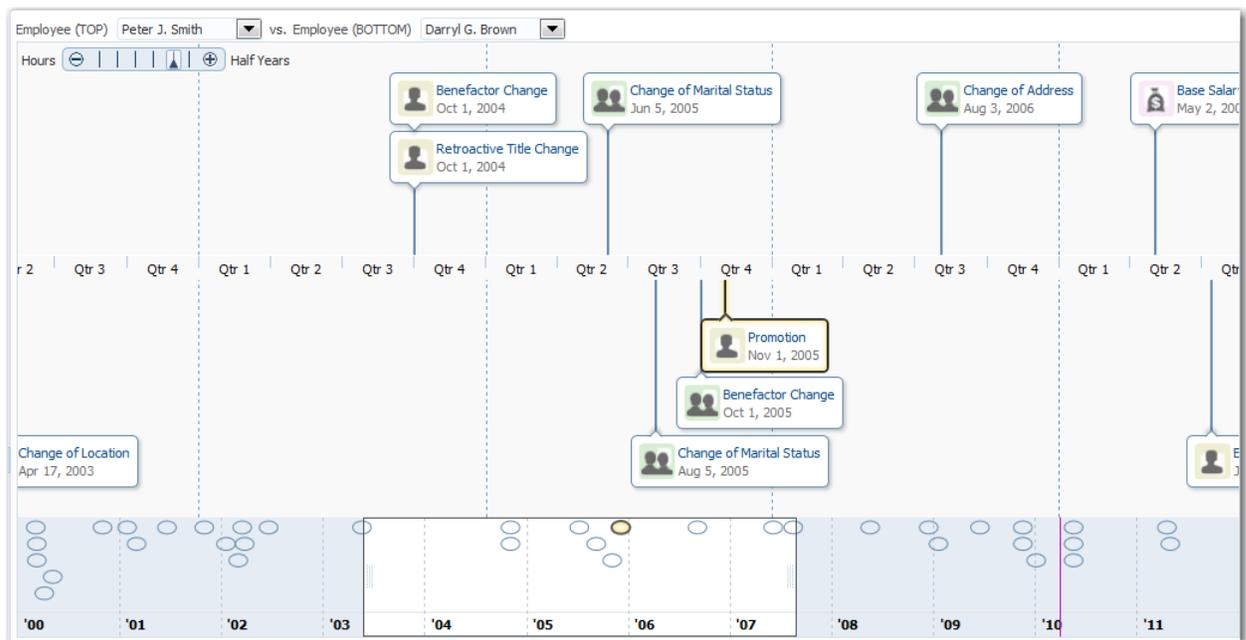 Employee (TOP) Peter J. Smith vs. Employee (BOTTOM) Darryl G. Brown
Hours Half Years
Benefactor Change
Oct 1, 2004
Change of Marital Status
Jun 5, 2005
Change of Address
Aug 3, 2006
Base Salar
May 2, 200
Retroactive Title Change
Oct 1, 2004
r 2 Qtr 3 Qtr 4 Qtr 1 Qtr 2 Qtr 3 Qtr 4 Qtr 1 Qtr 2 Qtr 3 Qtr 4 Qtr 1 Qtr 2 Qtr 3 Qtr 4 Qtr 1 Qtr 2 Qtr
Promotion
Nov 1, 2005
Benefactor Change
Oct 1, 2005
Change of Location
Apr 17, 2003
Change of Marital Status
Aug 5, 2005
'00 '01 '02 '03 '04 '05 '06 '07 '08 '09 '10 '11